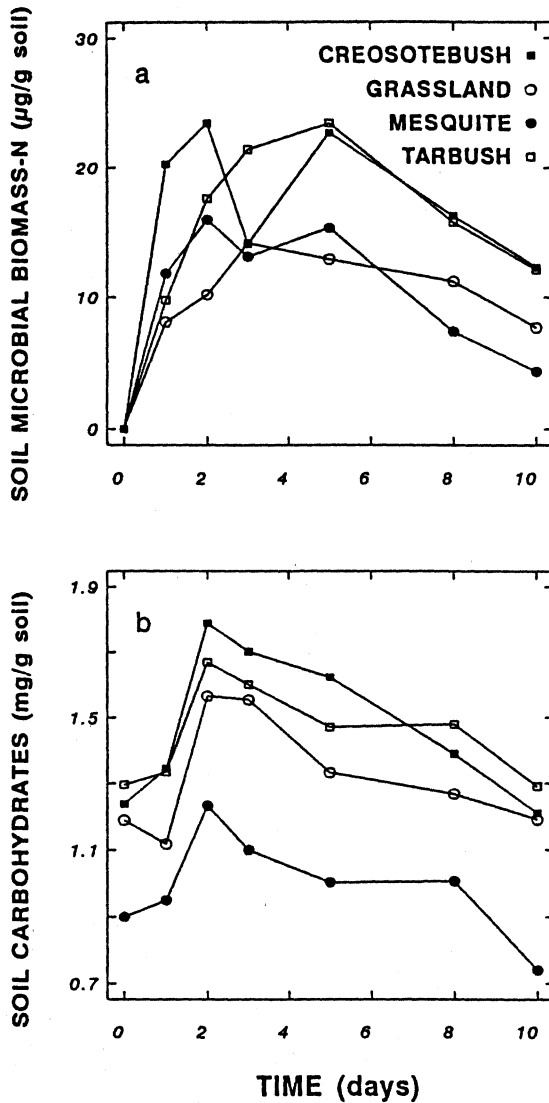 SOIL MICROBIAL BIOMASS-N (µg/g soil)
30
20
10
0
a
CREOSOTEBUSH
GRASSLAND
MESQUITE
TARBUSH
0 2 4 6 8 10
SOIL CARBOHYDRATES (mg/g soil)
1.9
1.5
1.1
0.7
b
0 2 4 6 8 10
TIME (days)